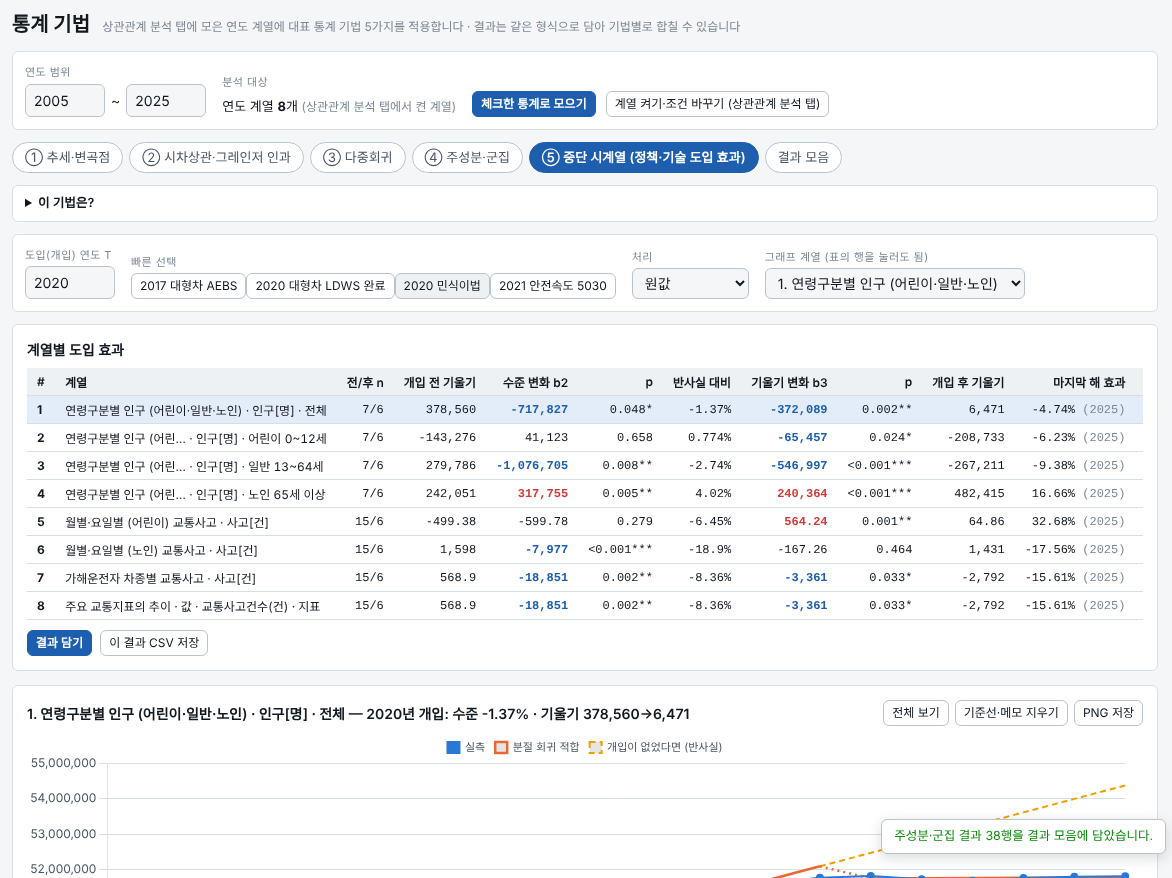 통계 기법 상관관계 분석 탭에 모은 연도 계열에 대표 통계 기법 5가지를 적용합니다 · 결과는 같은 형식으로 담아 기법별로 합칠 수 있습니다
연도 범위
2005 ~ 2025
분석 대상
연도 계열 8개 (상관관계 분석 탭에서 켠 계열) 체크한 통계로 모으기 계열 켜기·조건 바꾸기 (상관관계 분석 탭)
① 추세·변곡점 ② 시차상관·그레인저 인과 ③ 다중회귀 ④ 주성분·군집 ⑤ 중단 시계열 (정책·기술 도입 효과) 결과 모음
▶ 이 기법은?
도입(개입) 연도 T
2020
빠른 선택
2017 대형차 AEBS 2020 대형차 LDWS 완료 2020 민식이법 2021 안전속도 5030
처리
원값
그래프 계열 (표의 행을 눌러도 됨)
1. 연령구분별 인구 (어린이·일반·노인)
계열별 도입 효과
# 계열 전/후 n 개입 전 기울기 수준 변화 b2 p 반사실 대비 기울기 변화 b3 p 개입 후 기울기 마지막 해 효과
1 연령구분별 인구 (어린이·일반·노인) · 인구[명] · 전체 7/6 378,560 -717,827 0.048* -1.37% -372,089 0.002** 6,471 -4.74% (2025)
2 연령구분별 인구 (어린... · 인구[명] · 어린이 0~12세 7/6 -143,276 41,123 0.658 0.774% -65,457 0.024* -208,733 -6.23% (2025)
3 연령구분별 인구 (어린... · 인구[명] · 일반 13~64세 7/6 279,786 -1,076,705 0.008** -2.74% -546,997 <0.001*** -267,211 -9.38% (2025)
4 연령구분별 인구 (어린... · 인구[명] · 노인 65세 이상 7/6 242,051 317,755 0.005** 4.02% 240,364 <0.001*** 482,415 16.66% (2025)
5 월별·요일별 (어린이) 교통사고 · 사고[건] 15/6 -499.38 -599.78 0.279 -6.45% 564.24 0.001** 64.86 32.68% (2025)
6 월별·요일별 (노인) 교통사고 · 사고[건] 15/6 1,598 -7,977 <0.001*** -18.9% -167.26 0.464 1,431 -17.56% (2025)
7 가해운전자 차종별 교통사고 · 사고[건] 15/6 568.9 -18,851 0.002** -8.36% -3,361 0.033* -2,792 -15.61% (2025)
8 주요 교통지표의 추이 · 값 · 교통사고건수(건) · 지표 15/6 568.9 -18,851 0.002** -8.36% -3,361 0.033* -2,792 -15.61% (2025)
결과 담기 이 결과 CSV 저장
1. 연령구분별 인구 (어린이·일반·노인) · 인구[명] · 전체 — 2020년 개입: 수준 -1.37% · 기울기 378,560→6,471 전체 보기 기준선·메모 지우기 PNG 저장
실측 분절 회귀 적합 개입이 없었다면 (반사실)
55,000,000
54,000,000
53,000,000
52,000,000
주성분·군집 결과 38행을 결과 모음에 담았습니다.